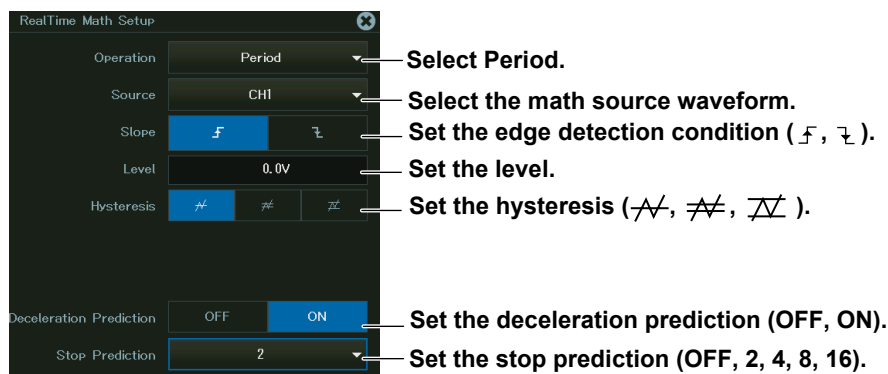 RealTime Math Setup
Operation Period Select Period.
Source CH1 Select the math source waveform.
Slope Set the edge detection condition ( , ).
Level 0.0V Set the level.
Hysteresis Set the hysteresis ( , , ).
Deceleration Prediction OFF ON Set the deceleration prediction (OFF, ON).
Stop Prediction 2 Set the stop prediction (OFF, 2, 4, 8, 16).